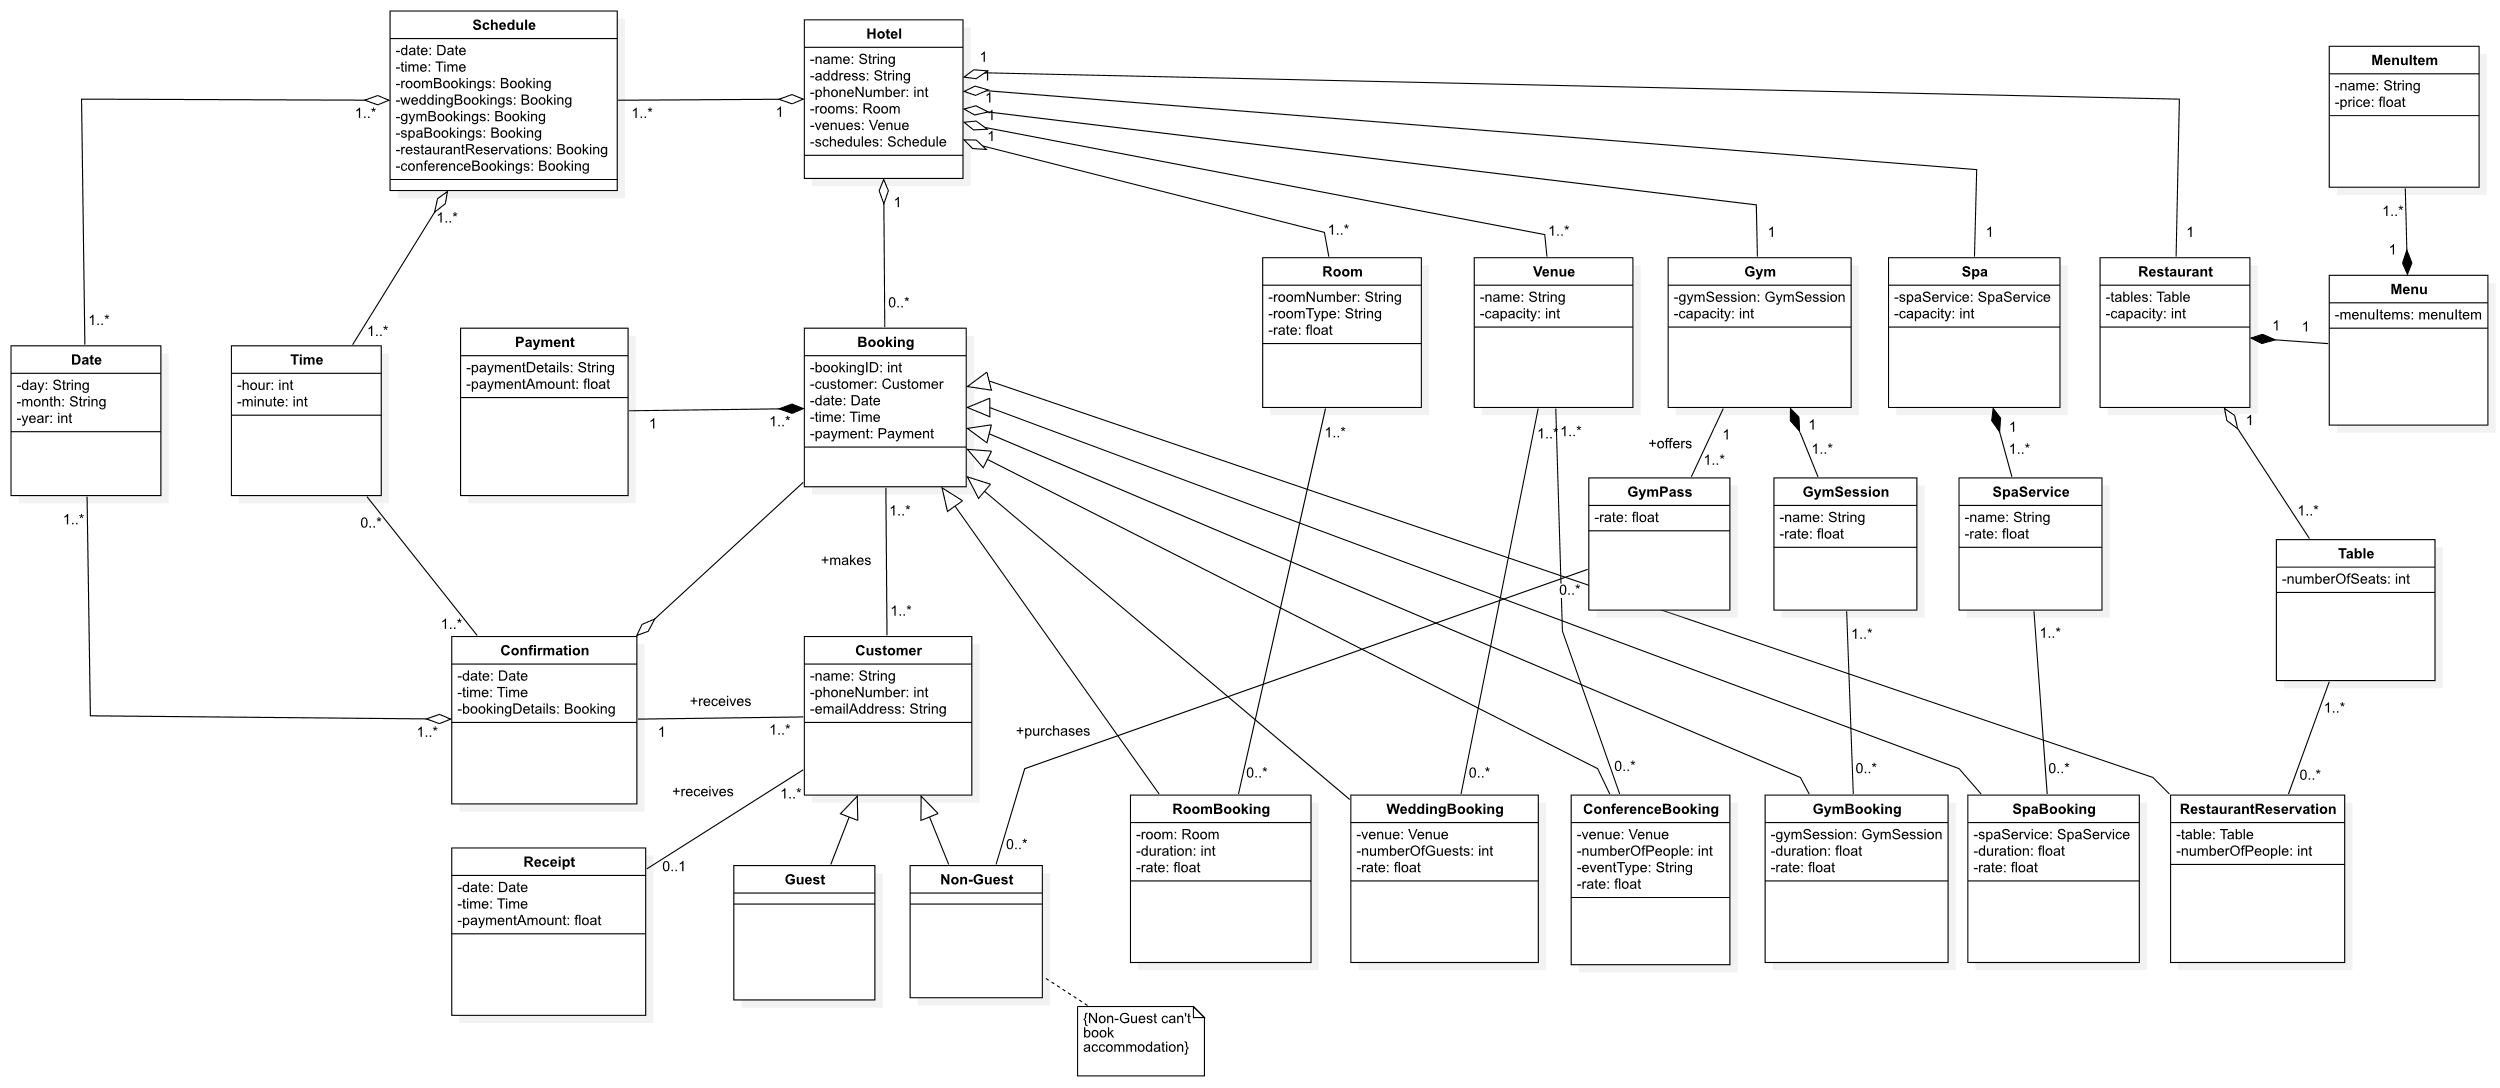 Schedule
-date: Date
-time: Time
-roomBookings: Booking
-weddingBookings: Booking
-gymBookings: Booking
-spaBookings: Booking
-restaurantReservations: Booking
-conferenceBookings: Booking
Hotel
-name: String
-address: String
-phoneNumber: int
-rooms: Room
-venues: Venue
-schedules: Schedule
MenuItem
-name: String
-price: float
1..*
1..*
1
1
1
1
1
1
1
1..*
1
1..*
1..*
1
1
1
1..*
1
Room
-roomNumber: String
-roomType: String
-rate: float
Venue
-name: String
-capacity: int
Gym
-gymSession: GymSession
-capacity: int
Spa
-spaService: SpaService
-capacity: int
Restaurant
-tables: Table
-capacity: int
Menu
-menuItems: menuItem
1
1
0..*
1..*
1..*
Date
-day: String
-month: String
-year: int
Time
-hour: int
-minute: int
Payment
-paymentDetails: String
-paymentAmount: float
Booking
-bookingID: int
-customer: Customer
-date: Date
-time: Time
-payment: Payment
1
1..*
1..*
1..*
1..*
+offers
1
1..*
1
1..*
1
1..*
1
1..*
GymPass
-rate: float
GymSession
-name: String
-rate: float
SpaService
-name: String
-rate: float
Table
-numberOfSeats: int
1..*
0..*
1..*
+makes
1..*
0..*
1..*
1..*
1..*
1..*
Confirmation
-date: Date
-time: Time
-bookingDetails: Booking
Customer
-name: String
-phoneNumber: int
-emailAddress: String
+receives
1
1..*
1..*
+purchases
+receives
1..*
0..1
0..*
0..*
0..*
0..*
0..*
0..*
0..*
Receipt
-date: Date
-time: Time
-paymentAmount: float
Guest
Non-Guest
RoomBooking
-room: Room
-duration: int
-rate: float
WeddingBooking
-venue: Venue
-numberOfGuests: int
-rate: float
ConferenceBooking
-venue: Venue
-numberOfPeople: int
-eventType: String
-rate: float
GymBooking
-gymSession: GymSession
-duration: float
-rate: float
SpaBooking
-spaService: SpaService
-duration: float
-rate: float
RestaurantReservation
-table: Table
-numberOfPeople: int
{Non-Guest can't
book
accommodation}